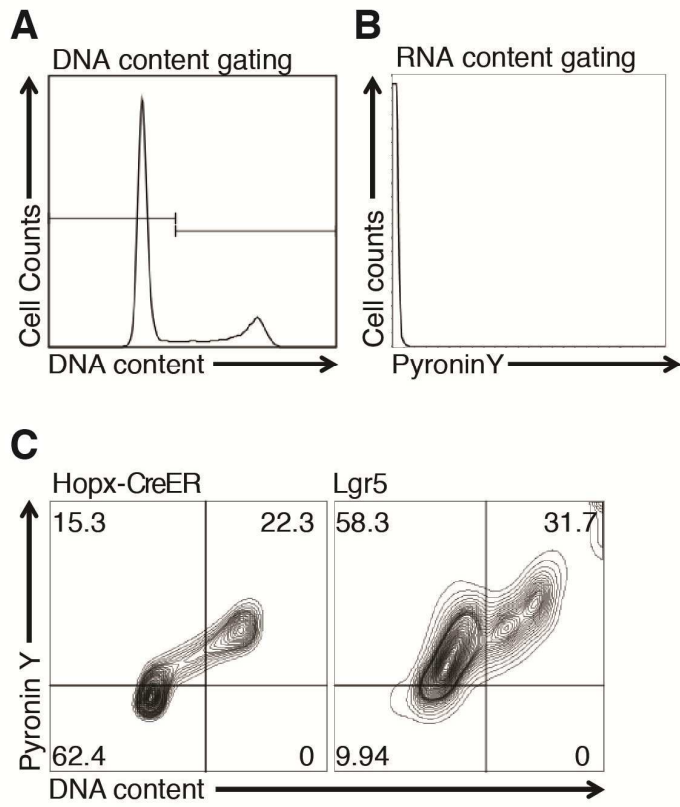 A
DNA content gating
Cell Counts
DNA content
B
RNA content gating
Cell counts
PyroninY
C
Hopx-CreER
15.3 22.3
62.4 0
Lgr5
58.3 31.7
9.94 0
Pyronin Y
DNA content